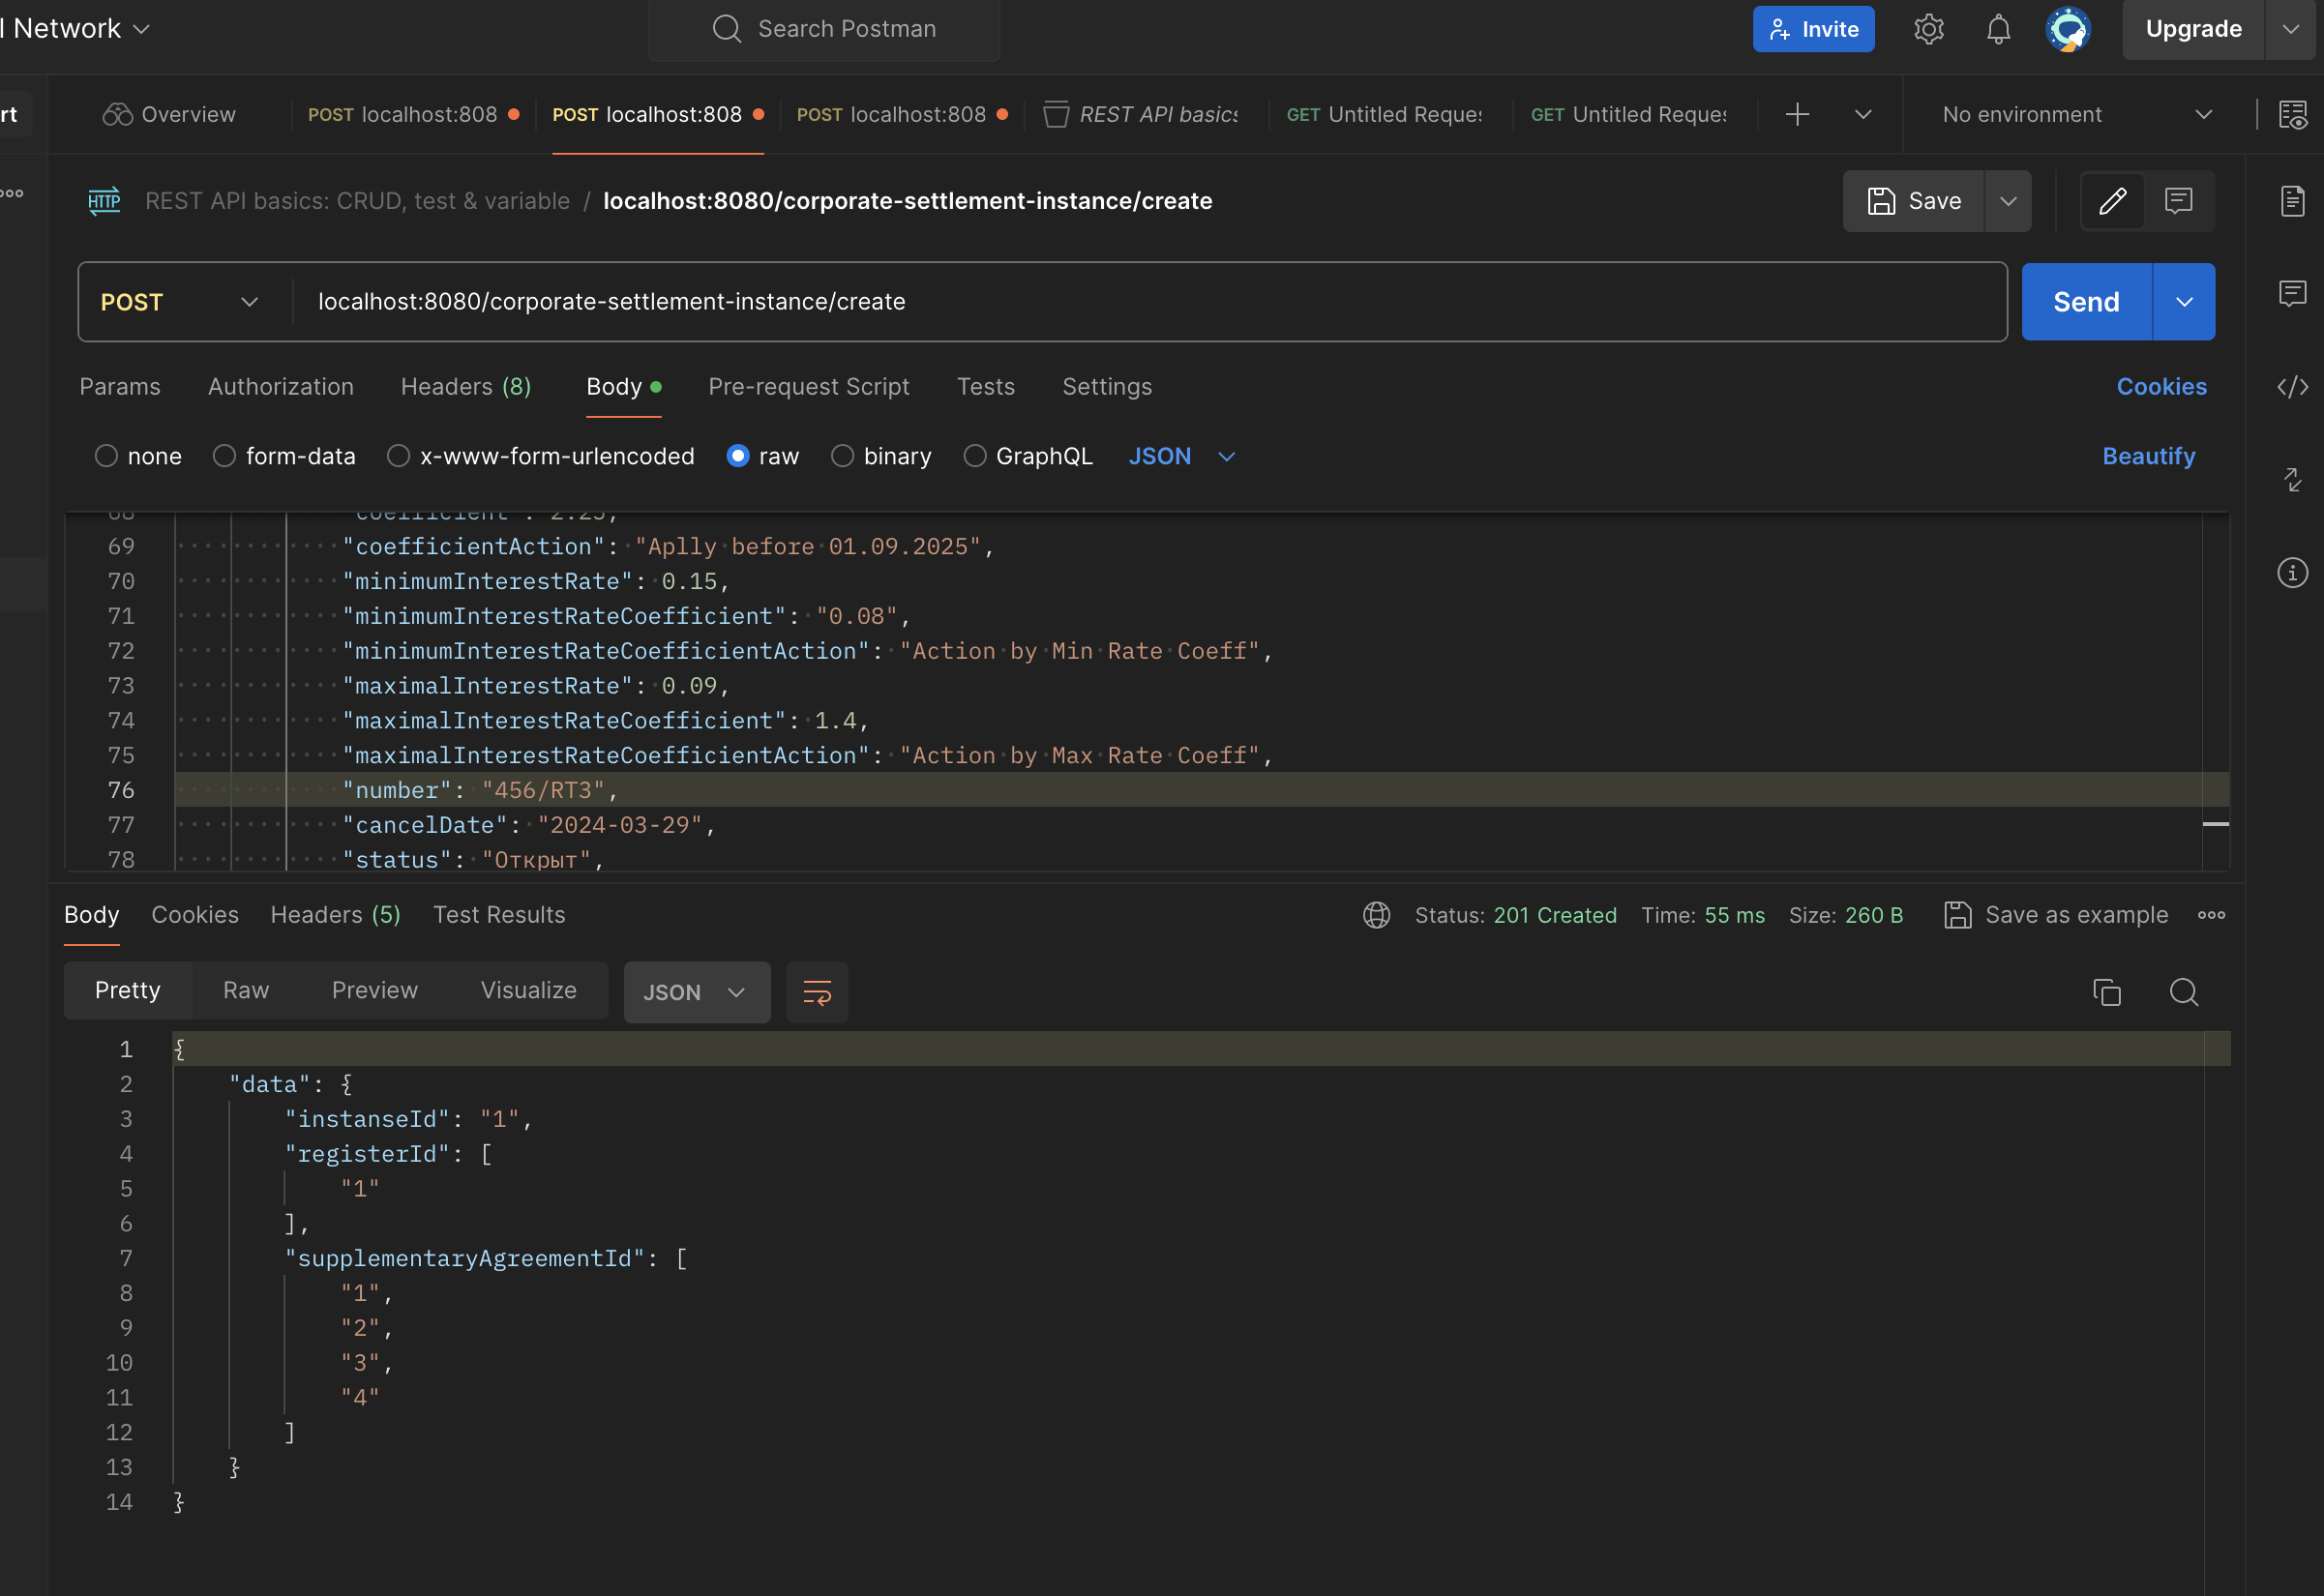 l Network
Search Postman
Invite
Upgrade
rt
Overview
POST localhost:808
POST localhost:808
POST localhost:808
REST API basics
GET Untitled Reques
GET Untitled Reques
No environment
HTTP REST API basics: CRUD, test & variable / localhost:8080/corporate-settlement-instance/create
Save
POST localhost:8080/corporate-settlement-instance/create
Send
Params Authorization Headers (8) Body Pre-request Script Tests Settings Cookies
none form-data x-www-form-urlencoded raw binary GraphQL JSON Beautify
68 "coefficient": 2.25,
69 "coefficientAction": "Aplly before 01.09.2025",
70 "minimumInterestRate": 0.15,
71 "minimumInterestRateCoefficient": "0.08",
72 "minimumInterestRateCoefficientAction": "Action by Min Rate Coeff",
73 "maximalInterestRate": 0.09,
74 "maximalInterestRateCoefficient": 1.4,
75 "maximalInterestRateCoefficientAction": "Action by Max Rate Coeff",
76 "number": "456/RT3",
77 "cancelDate": "2024-03-29",
78 "status": "Открыт",
Body Cookies Headers (5) Test Results
Status: 201 Created Time: 55 ms Size: 260 B Save as example
Pretty Raw Preview Visualize JSON
1 {
2 "data": {
3 "instanseId": "1",
4 "registerId": [
5 "1"
6 ],
7 "supplementaryAgreementId": [
8 "1",
9 "2",
10 "3",
11 "4"
12 ]
13 }
14 }